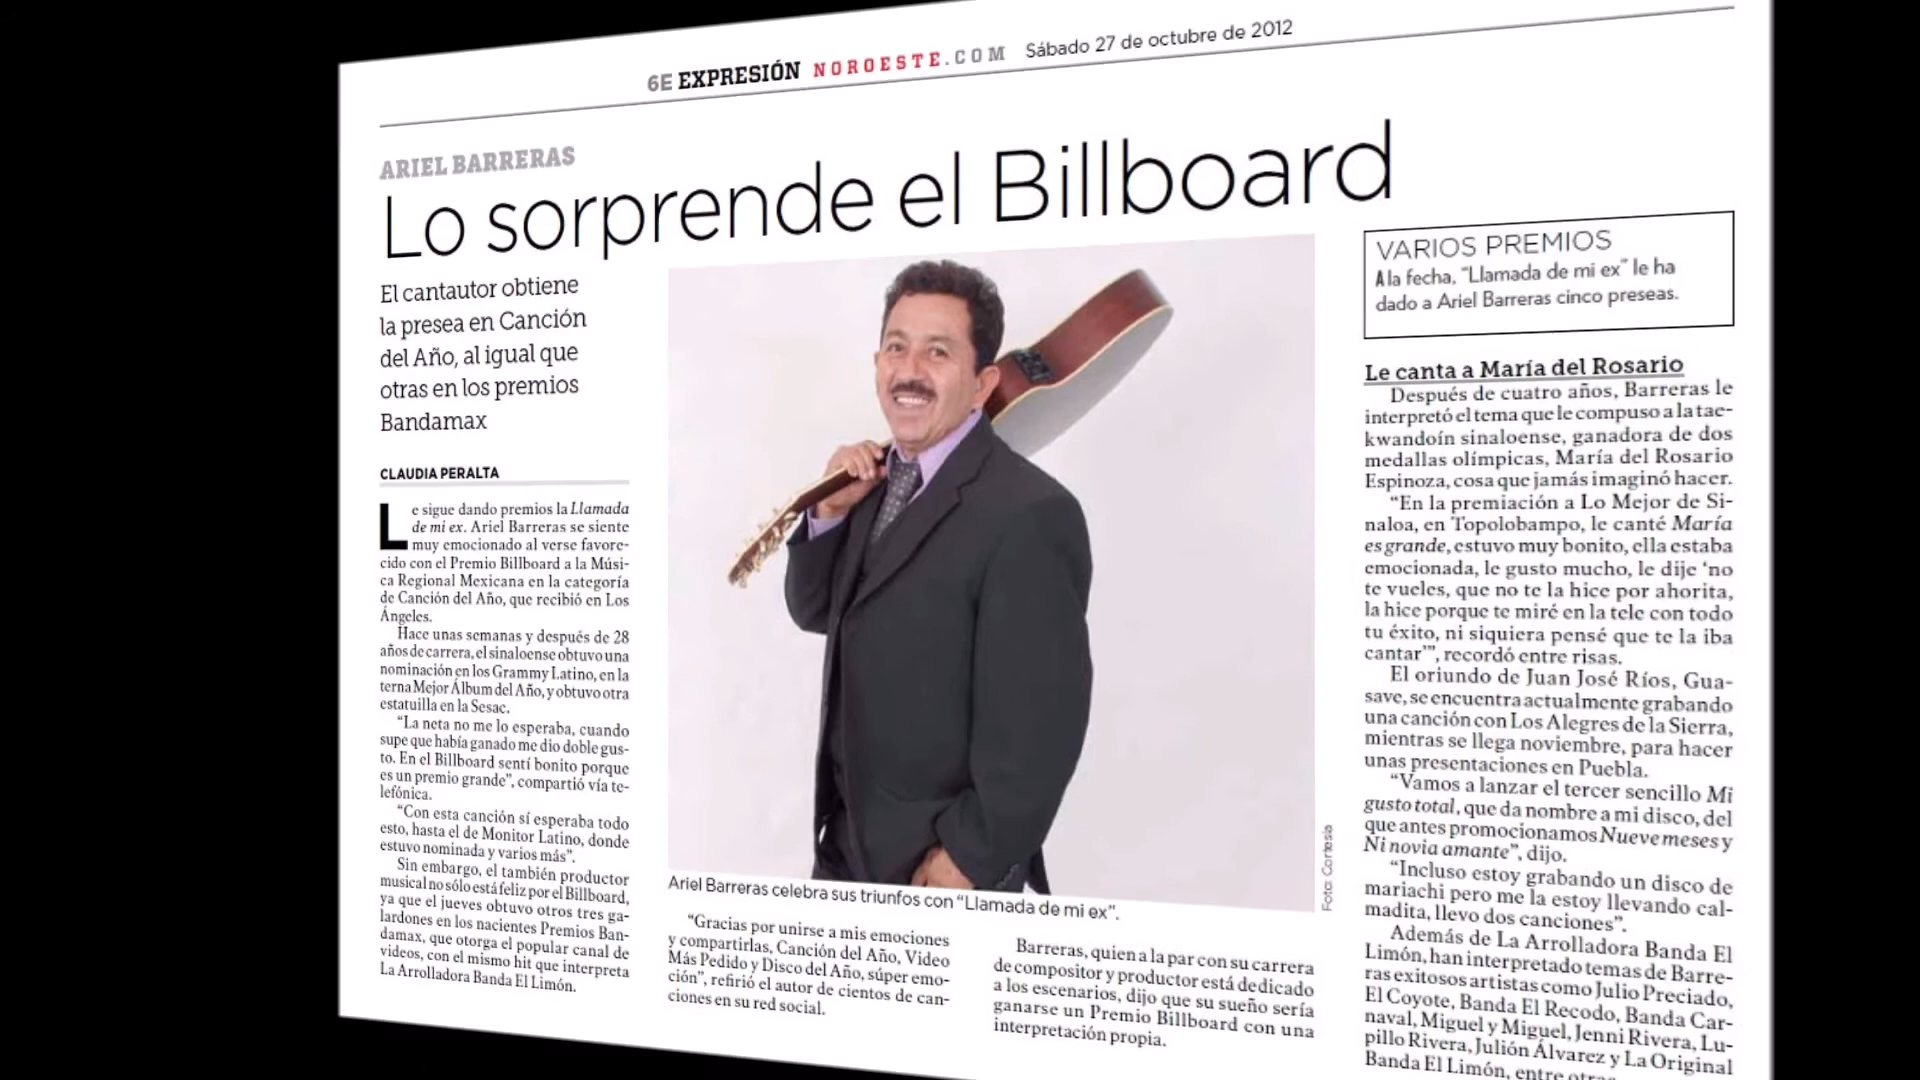 6E EXPRESIÓN NOROESTE.COM Sábado 27 de octubre de 2012
ARIEL BARRERAS
Lo sorprende el Billboard
El cantautor obtiene
la presea en Canción
del Año, al igual que
otras en los premios
Bandamax
CLAUDIA PERALTA
Le sigue dando premios la Llamada
de mi ex. Ariel Barreras se siente
muy emocionado al verse favore-
cido con el Premio Billboard a la Músi-
ca Regional Mexicana en la categoría
de Canción del Año, que recibió en Los
Ángeles.
Hace unas semanas y después de 28
años de carrera, el sinaloense obtuvo una
nominación en los Grammy Latino, en la
terna Mejor Álbum del Año, y obtuvo otra
estatuilla en la Sesac.
“La neta no me lo esperaba, cuando
supe que había ganado me dio doble gus-
to. En el Billboard sentí bonito porque
es un premio grande”, compartió vía te-
lefónica.
“Con esta canción sí esperaba todo
esto, hasta el de Monitor Latino, donde
estuvo nominada y varios más”.
Sin embargo, el también productor
musical no sólo está feliz por el Billboard,
ya que el jueves obtuvo otros tres ga-
lardones en los nacientes Premios Ban-
damax, que otorga el popular canal de
videos, con el mismo hit que interpreta
La Arrolladora Banda El Limón.
Foto: Cortesía
Ariel Barreras celebra sus triunfos con “Llamada de mi ex”.
“Gracias por unirse a mis emociones
y compartirlas, Canción del Año, Video
Más Pedido y Disco del Año, súper emo-
ción”, refirió el autor de cientos de can-
ciones en su red social.
Barreras, quien a la par con su carrera
de compositor y productor está dedicado
a los escenarios, dijo que su sueño sería
ganarse un Premio Billboard con una
interpretación propia.
VARIOS PREMIOS
A la fecha, “Llamada de mi ex” le ha
dado a Ariel Barreras cinco preseas.
Le canta a María del Rosario
Después de cuatro años, Barreras le
interpretó el tema que le compuso a la tae-
kwandoín sinaloense, ganadora de dos
medallas olímpicas, María del Rosario
Espinoza, cosa que jamás imaginó hacer.
“En la premiación a Lo Mejor de Si-
naloa, en Topolobampo, le canté María
es grande, estuvo muy bonito, ella estaba
emocionada, le gusto mucho, le dije ‘no
te vueles, que no te la hice por ahorita,
la hice porque te miré en la tele con todo
tu éxito, ni siquiera pensé que te la iba
cantar’”, recordó entre risas.
El oriundo de Juan José Ríos, Gua-
save, se encuentra actualmente grabando
una canción con Los Alegres de la Sierra,
mientras se llega noviembre, para hacer
unas presentaciones en Puebla.
“Vamos a lanzar el tercer sencillo Mi
gusto total, que da nombre a mi disco, del
que antes promocionamos Nueve meses y
Ni novia amante”, dijo.
“Incluso estoy grabando un disco de
mariachi pero me la estoy llevando cal-
madita, llevo dos canciones”.
Además de La Arrolladora Banda El
Limón, han interpretado temas de Barre-
ras exitosos artistas como Julio Preciado,
El Coyote, Banda El Recodo, Banda Car-
naval, Miguel y Miguel, Jenni Rivera, Lu-
pillo Rivera, Julión Álvarez y La Original
Banda El Limón, entre otras